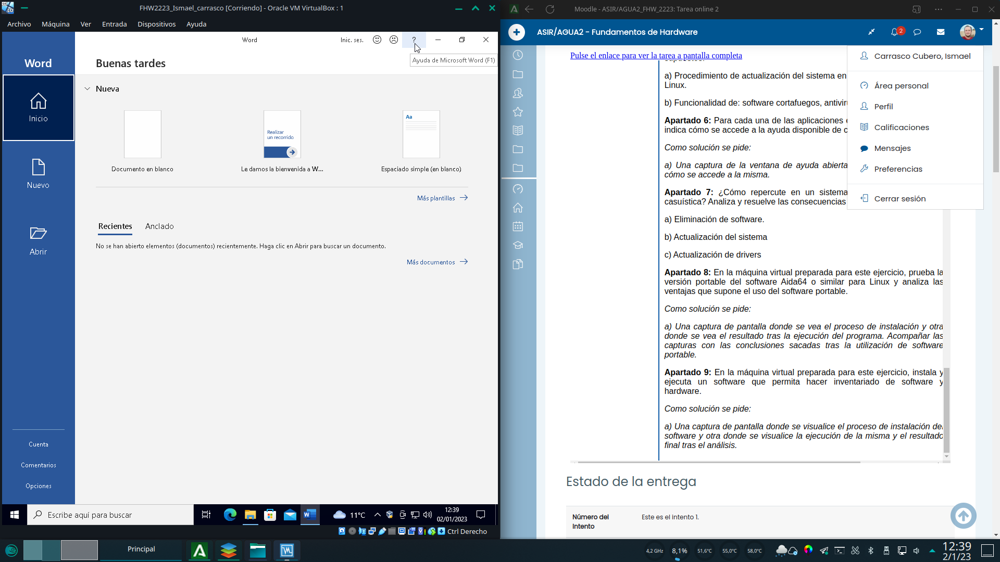 FHW2223_Ismael_carrasco [Corriendo] - Oracle VM VirtualBox : 1
Archivo Máquina Ver Entrada Dispositivos Ayuda
Word
Inic. ses.
?
Ayuda de Microsoft Word (F1)
Word
Buenas tardes
Inicio
Nuevo
Abrir
Nueva
Aa
Realizar
un recorrido
Documento en blanco
Le damos la bienvenida a W...
Espaciado simple (en blanco)
Más plantillas
Recientes Anclado
No se han abierto elementos (documentos) recientemente. Haga clic en Abrir para buscar un documento.
Más documentos
Cuenta
Comentarios
Opciones
Escribe aquí para buscar
11°C
12:39
02/01/2023
Ctrl Derecho
Moodle - ASIR/AGUA2_FHW_2223: Tarea online 2
ASIR/AGUA2 - Fundamentos de Hardware
2
Pulse el enlace para ver la tarea a pantalla completa
a) Procedimiento de actualización del sistema en
Linux.
b) Funcionalidad de: software cortafuegos,
Apartado 6: Para cada una de las aplicaciones
indica cómo se accede a la ayuda disponible de
Como solución se pide:
a) Una captura de la ventana de ayuda abierta
cómo se accede a la misma.
Apartado 7: ¿Cómo repercute en un sistema
casuística? Analiza y resuelve las consecuencias
a) Eliminación de software.
b) Actualización del sistema
c) Actualización de drivers
Apartado 8: En la máquina virtual preparada para este ejercicio, prueba la
versión portable del software Aida64 o similar para Linux y analiza las
ventajas que supone el uso del software portable.
Como solución se pide:
a) Una captura de pantalla donde se vea el proceso de instalación y otra
donde se vea el resultado tras la ejecución del programa. Acompañar las
capturas con las conclusiones sacadas tras la utilización de software
portable.
Apartado 9: En la máquina virtual preparada para este ejercicio, instala y
ejecuta un software que permita hacer inventariado de software y
hardware.
Como solución se pide:
a) Una captura de pantalla donde se visualice el proceso de instalación del
software y otra donde se visualice la ejecución de la misma y el resultado
final tras el análisis.
Carrasco Cubero, Ismael
Área personal
Perfil
Calificaciones
Mensajes
Preferencias
Cerrar sesión
Estado de la entrega
Número del
Intento
Este es el intento 1.
Principal
4,2 GHz
8,1%
51,6°C
55,0°C
58,0°C
12:39
2/1/23